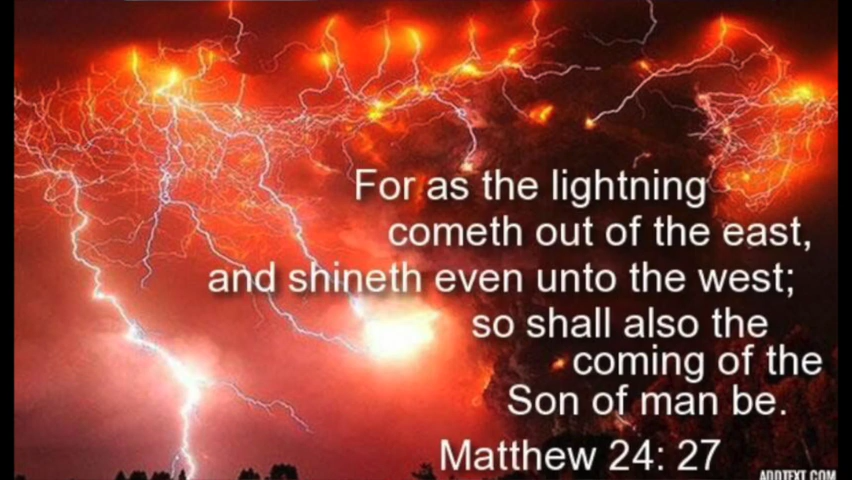 For as the lightning
cometh out of the east,
and shineth even unto the west;
so shall also the
coming of the
Son of man be.
Matthew 24: 27
ADDTEXT.COM